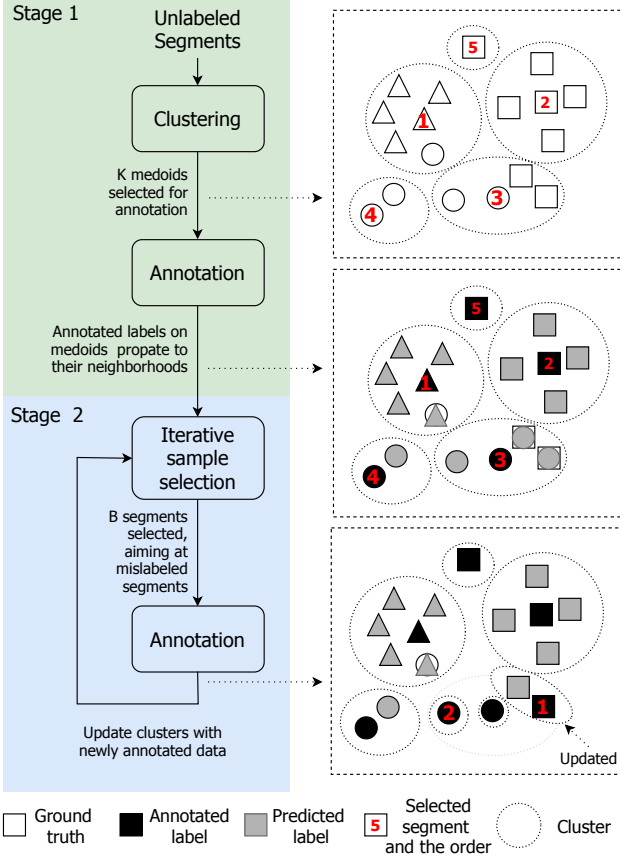 Stage 1
Unlabeled
Segments
Clustering
K medoids
selected for
annotation
Annotation
Annotated labels on
medoids propate to
their neighborhoods
Stage 2
Iterative
sample
selection
B segments
selected,
aiming at
mislabeled
segments
Annotation
Update clusters with
newly annotated data
5
1
2
3
4
5
1
2
3
4
2
1
Updated
Ground
truth
Annotated
label
Predicted
label
5
Selected
segment
and the order
Cluster